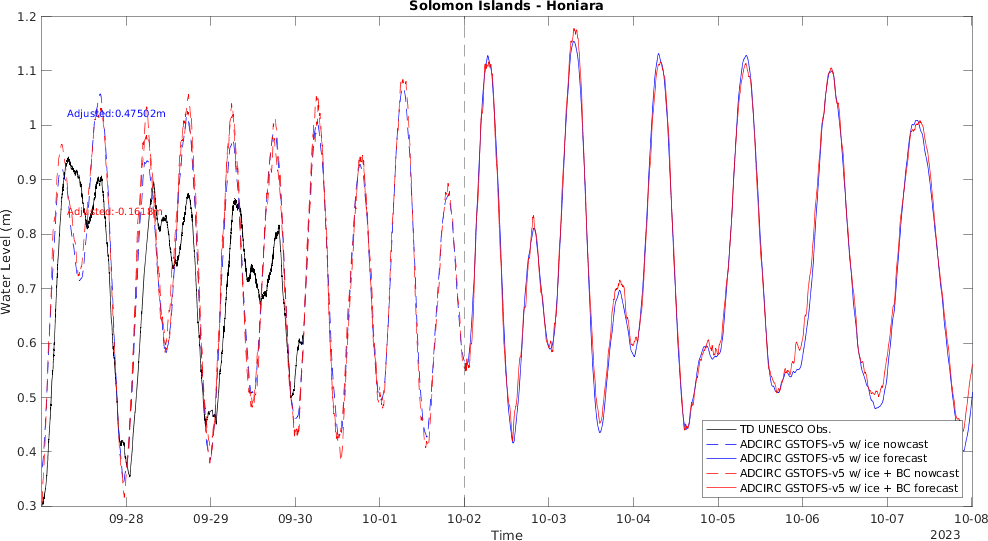 Solomon Islands - Honiara
1.2
1.1
1
0.9
0.8
0.7
0.6
0.5
0.4
0.3
Water Level (m)
Adjusted:0.47502m
Adjusted:-0.1618m
TD UNESCO Obs.
ADCIRC GSTOFS-v5 w/ ice nowcast
ADCIRC GSTOFS-v5 w/ ice forecast
ADCIRC GSTOFS-v5 w/ ice + BC nowcast
ADCIRC GSTOFS-v5 w/ ice + BC forecast
09-28 09-29 09-30 10-01 10-02 10-03 10-04 10-05 10-06 10-07 10-08
Time
2023